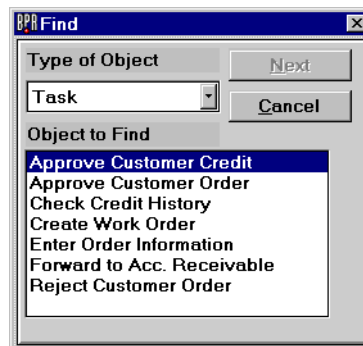 BPR Find
Type of Object
Next
Task
Cancel
Object to Find
Approve Customer Credit
Approve Customer Order
Check Credit History
Create Work Order
Enter Order Information
Forward to Acc. Receivable
Reject Customer Order